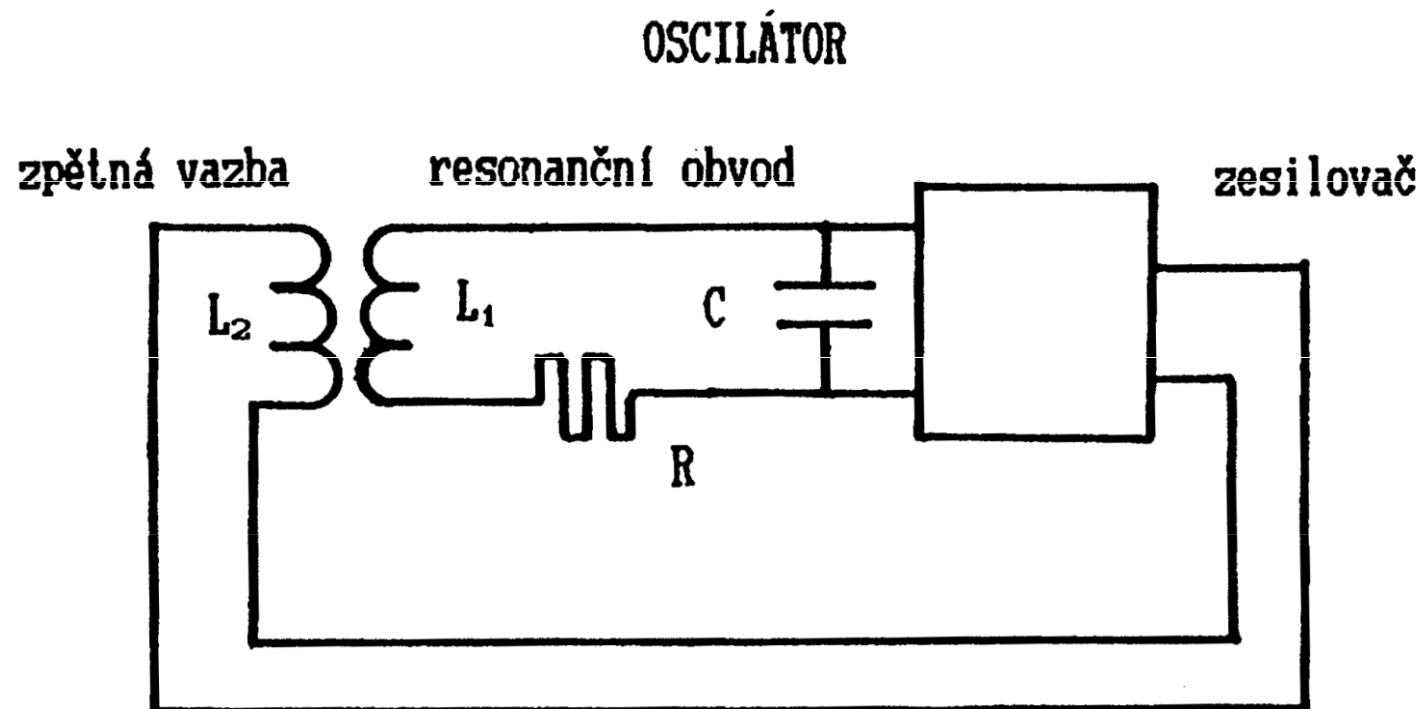 OSCILÁTOR
zpětná vazba resonanční obvod zesilovač
L₂ L₁ C
R